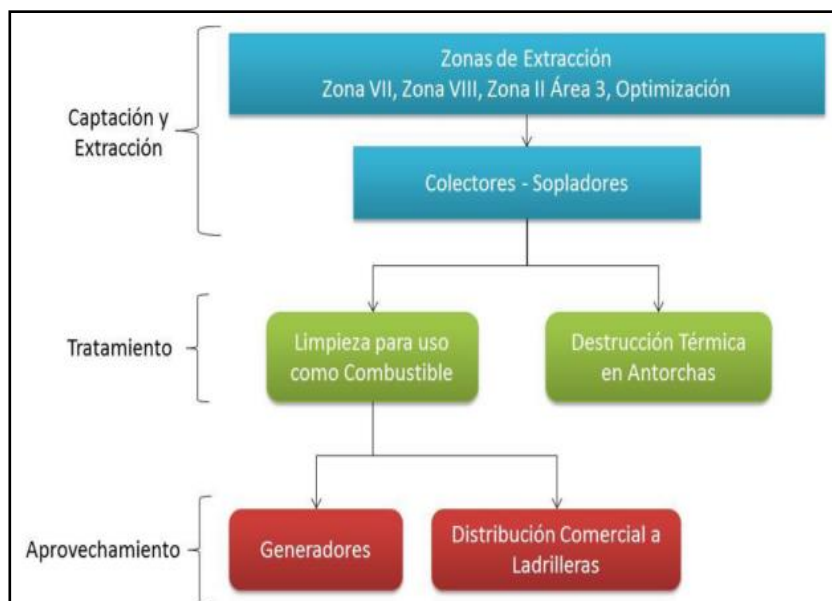 Captación y
Extracción
Zonas de Extracción
Zona VII, Zona VIII, Zona II Área 3, Optimización
Colectores - Sopladores
Tratamiento
Limpieza para uso
como Combustible
Destrucción Térmica
en Antorchas
Aprovechamiento
Generadores
Distribución Comercial a
Ladrilleras